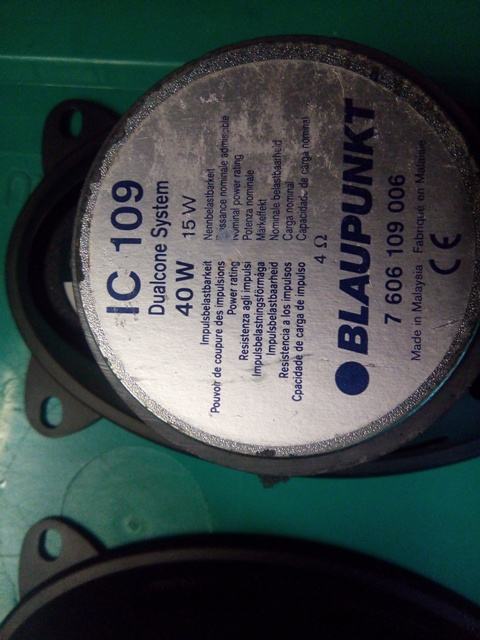 IC 109
Dualcone System
40 W 15 W
Impulsbelastbarkeit Nennbelastbarkeit
Pouvoir de coupure des impulsions Puissance nominale admissible
Power rating Nominal power rating
Resistenza agli impulsi Potenza nominale
Impulsbelastningsförmåga Märkeffekt
Impulsbelastbaarheid Nominale belastbaarheid
Resistencia a los impulsos Carga nominal
Cpacidade de carga de impulso Capacidade de carga nominal
4 Ω
BLAUPUNKT
7 606 109 006
Made in Malaysia Fabriqué en Malaisie
CE